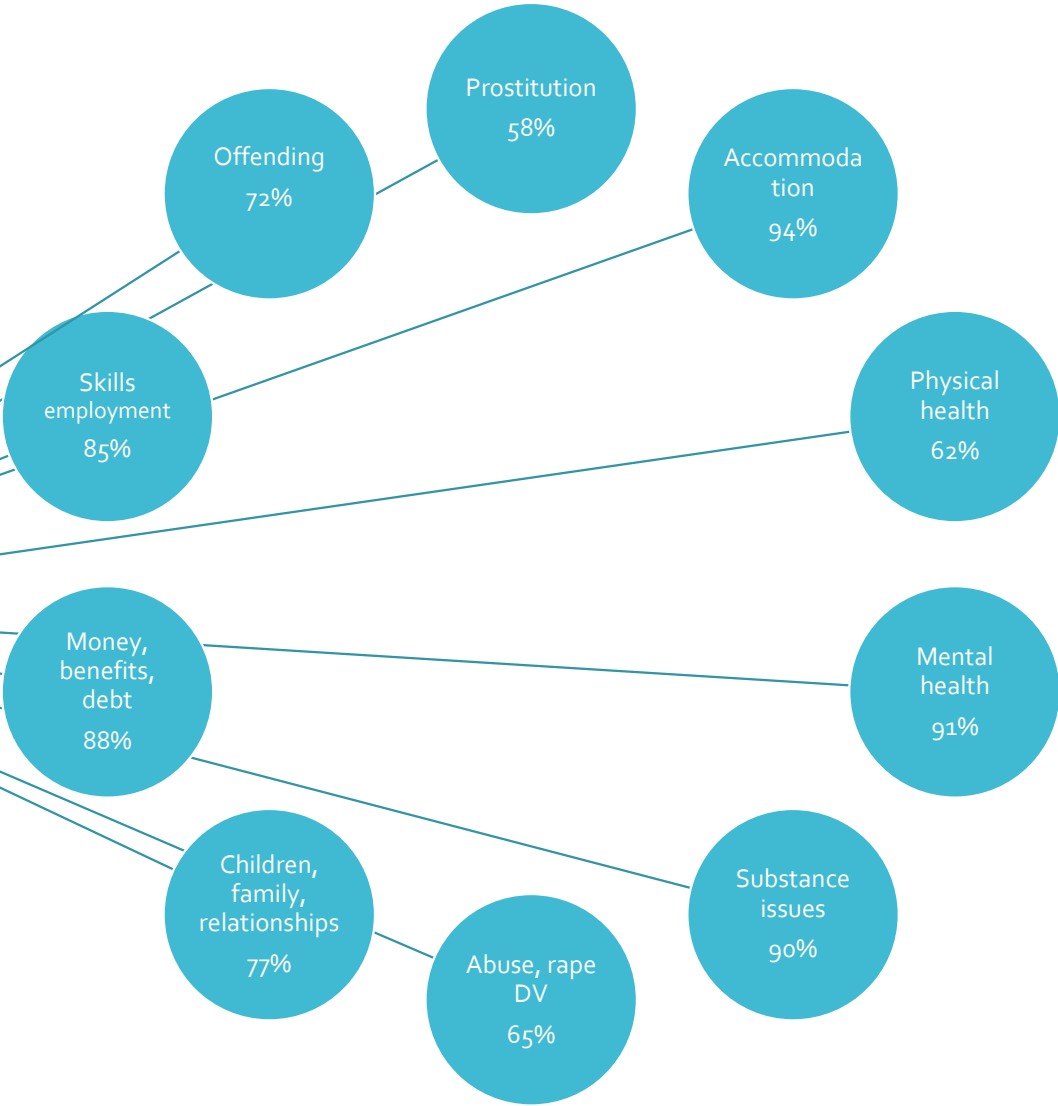 Prostitution
58%
Offending
72%
Accommoda
tion
94%
Skills
employment
85%
Physical
health
62%
Money,
benefits,
debt
88%
Mental
health
91%
Children,
family,
relationships
77%
Substance
issues
90%
Abuse, rape
DV
65%